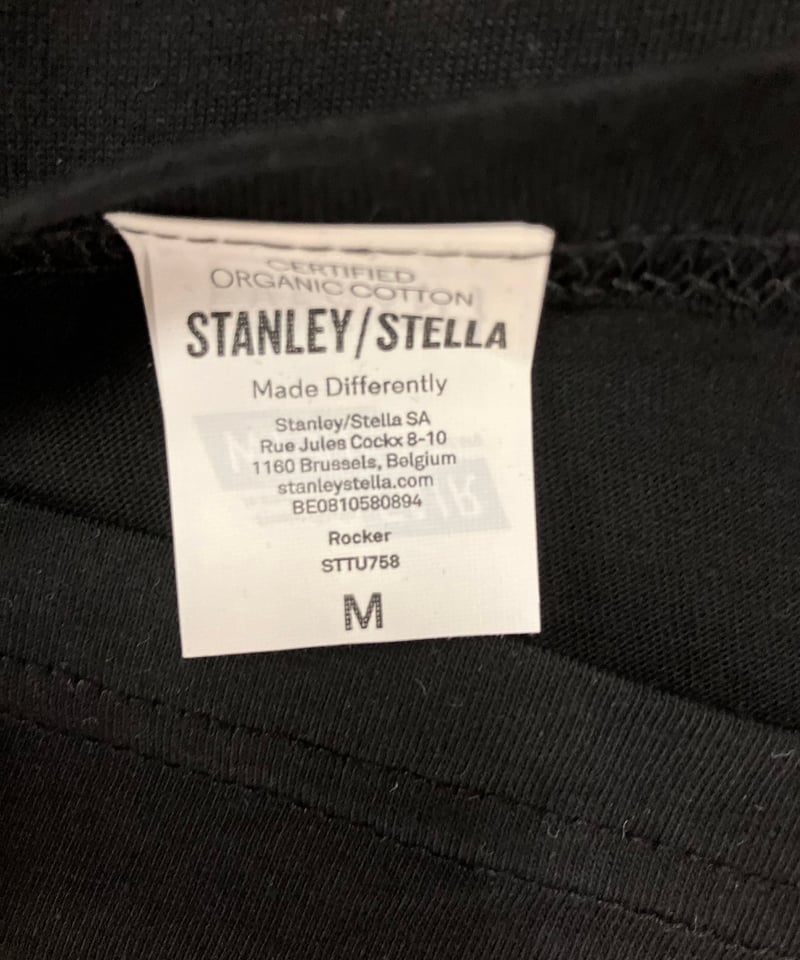 CERTIFIED
ORGANIC COTTON
STANLEY/STELLA
Made Differently
Stanley/Stella SA
Rue Jules Cockx 8-10
1160 Brussels, Belgium
stanleystella.com
BE0810580894
Rocker
STTU758
M